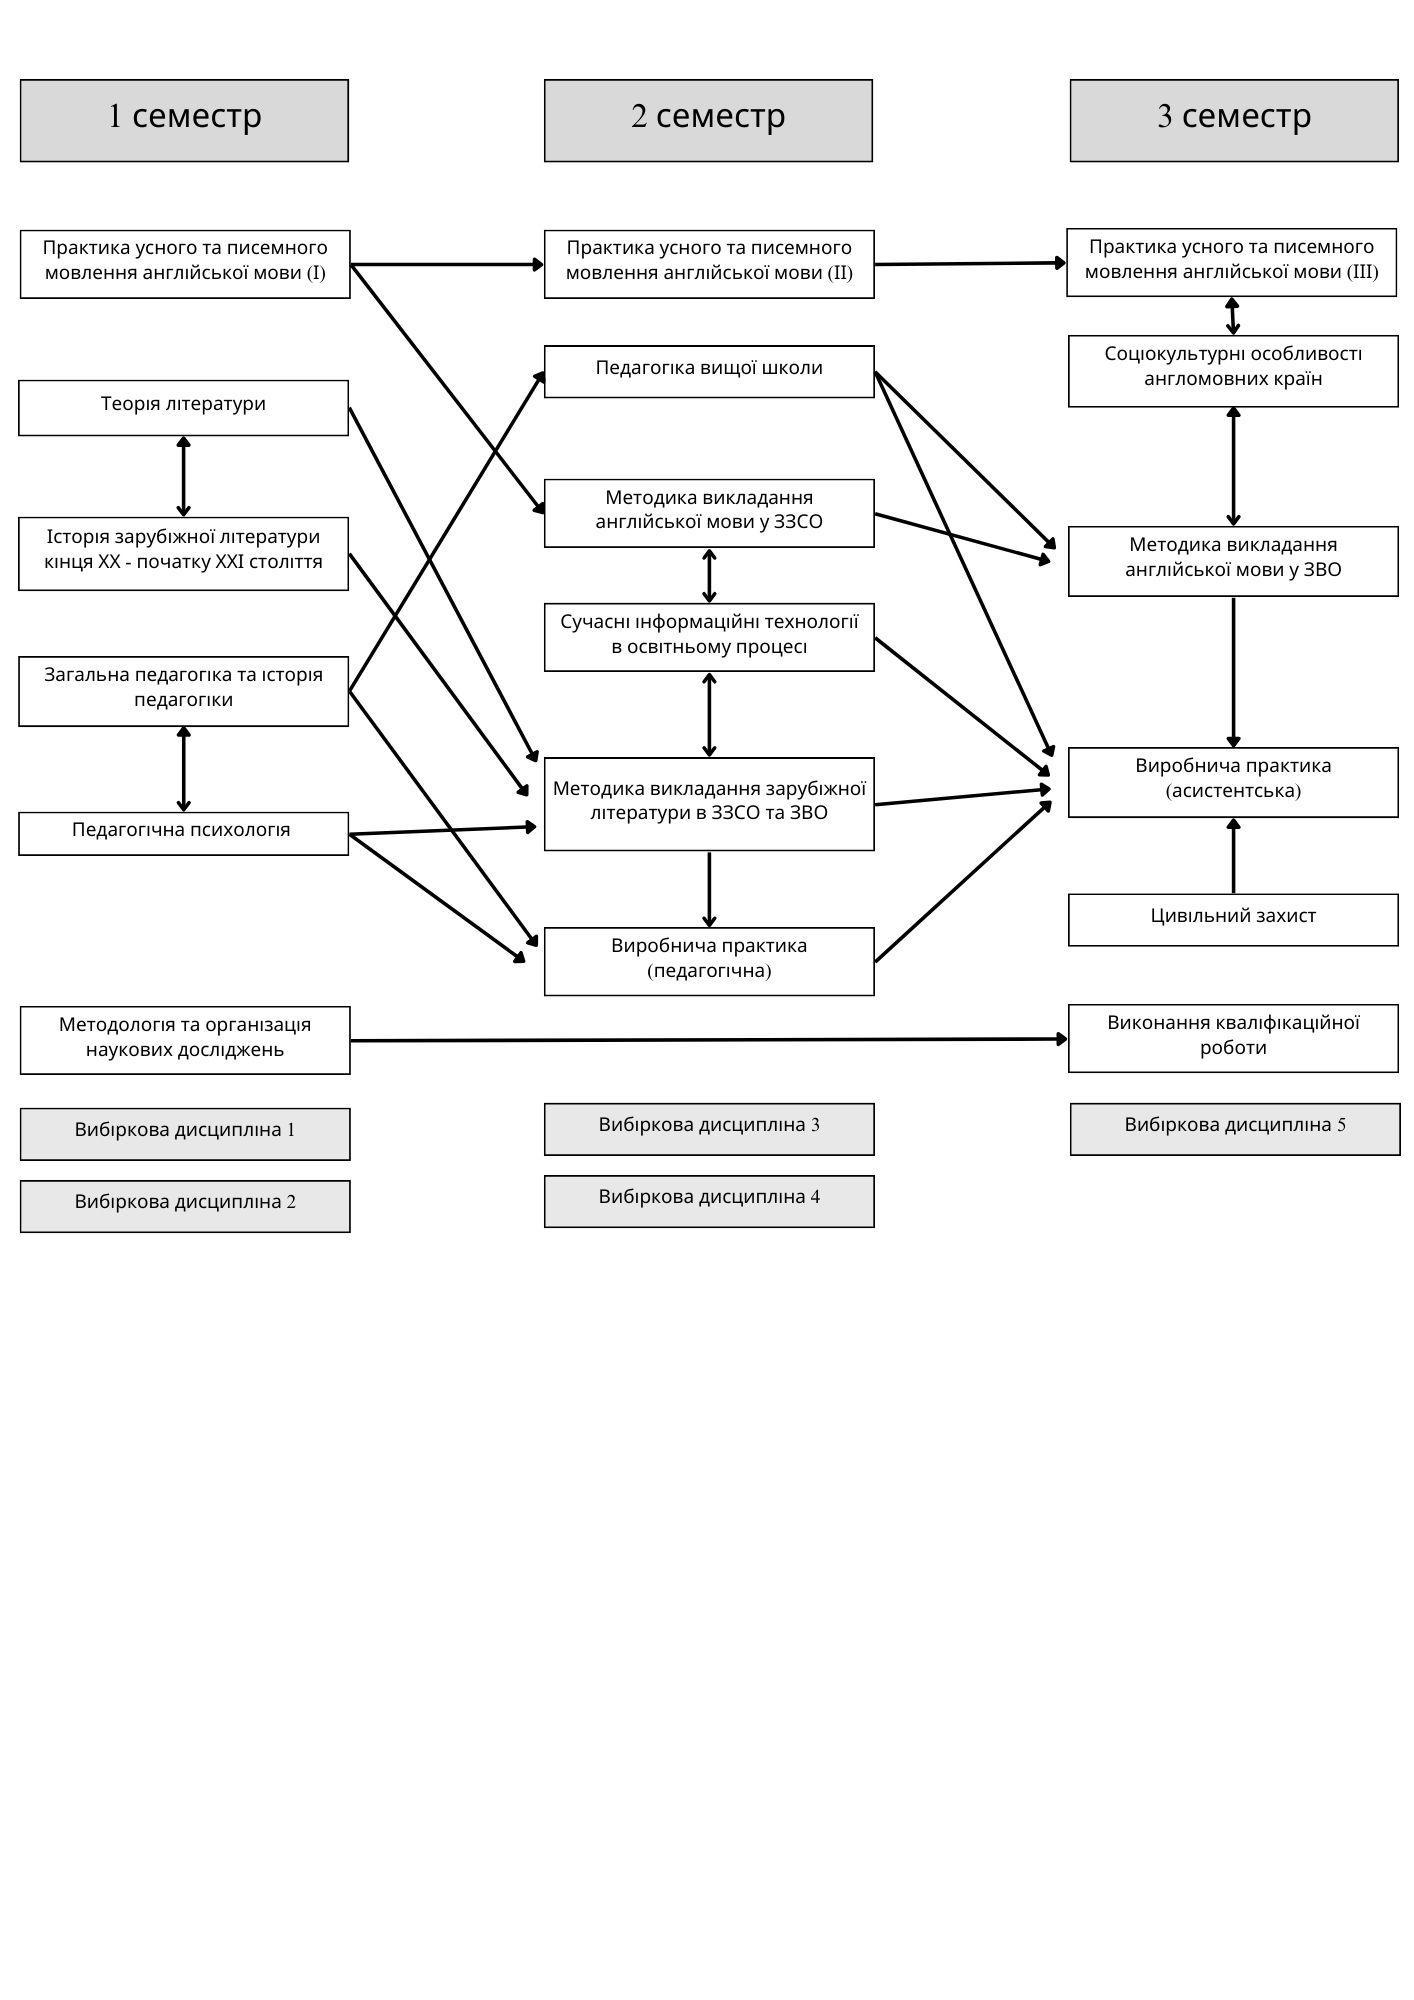 1 семестр
2 семестр
3 семестр
Практика усного та писемного
мовлення англійської мови (I)
Теорія літератури
Історія зарубіжної літератури
кінця ХХ - початку ХХІ століття
Загальна педагогіка та історія
педагогіки
Педагогічна психологія
Методологія та організація
наукових досліджень
Вибіркова дисципліна 1
Вибіркова дисципліна 2
Практика усного та писемного
мовлення англійської мови (II)
Педагогіка вищої школи
Методика викладання
англійської мови у ЗЗСО
Сучасні інформаційні технології
в освітньому процесі
Методика викладання зарубіжної
літератури в ЗЗСО та ЗВО
Виробнича практика
(педагогічна)
Вибіркова дисципліна 3
Вибіркова дисципліна 4
Практика усного та писемного
мовлення англійської мови (III)
Соціокультурні особливості
англомовних країн
Методика викладання
англійської мови у ЗВО
Виробнича практика
(асистентська)
Цивільний захист
Виконання кваліфікаційної
роботи
Вибіркова дисципліна 5